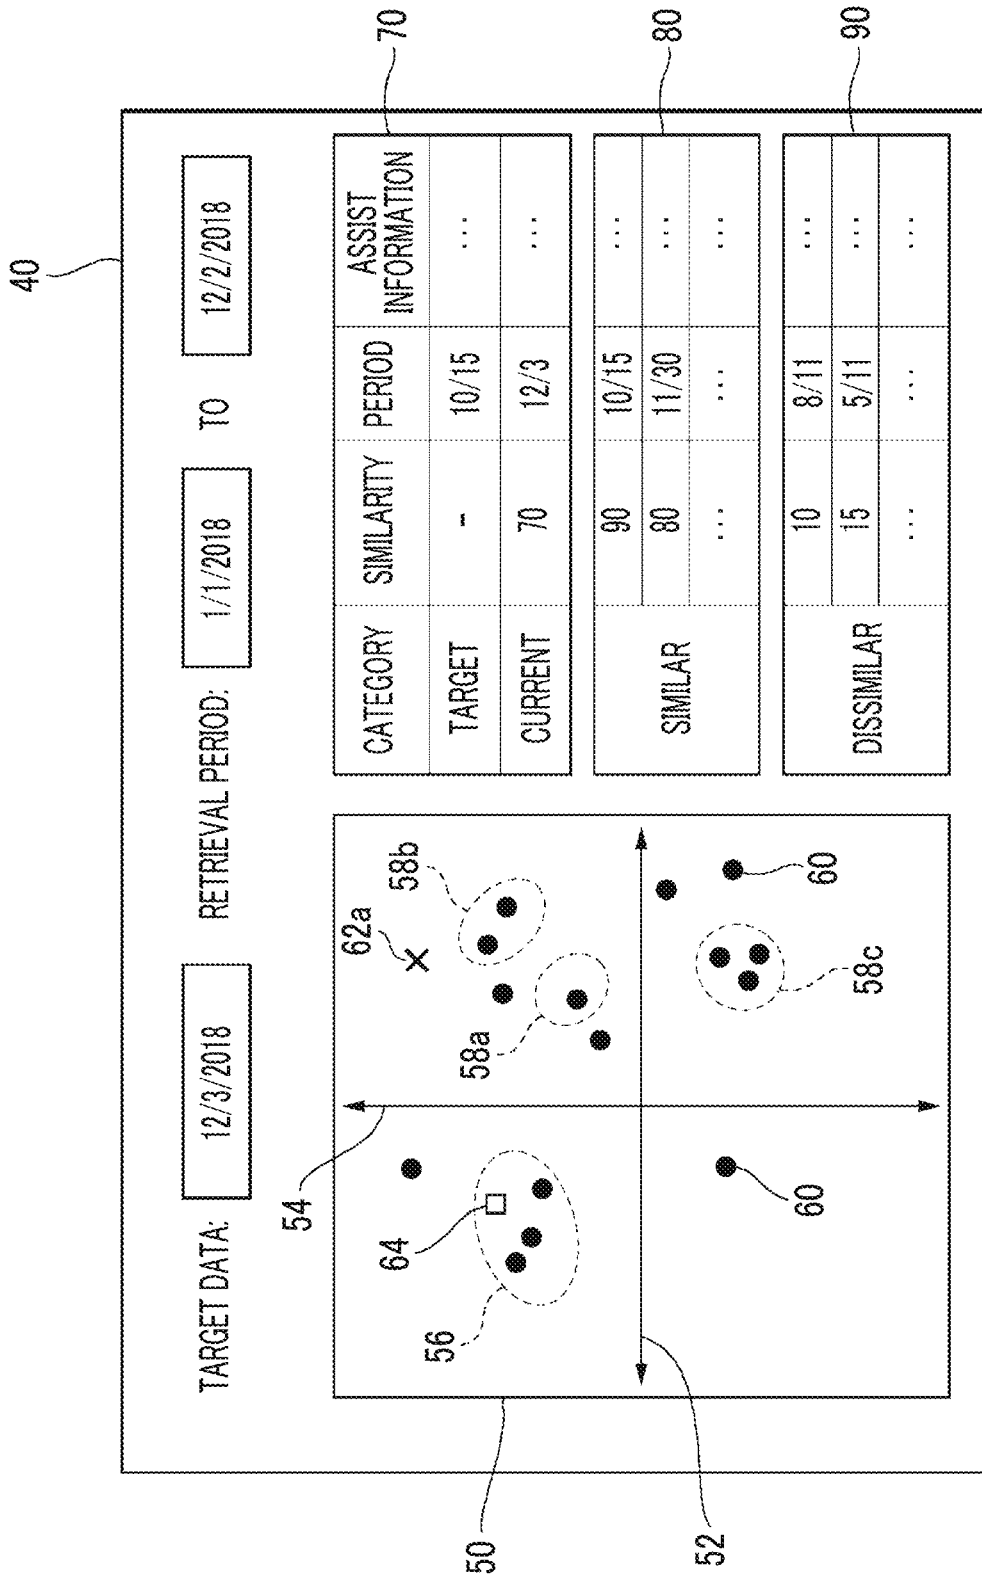 40
TARGET DATA: 12/3/2018 RETRIEVAL PERIOD: 1/1/2018 TO 12/2/2018
50
52
54
56
64
58a
62a
58b
60
58c
60
CATEGORY SIMILARITY PERIOD ASSIST INFORMATION
TARGET - 10/15 ...
CURRENT 70 12/3 ...
70
SIMILAR
90 10/15 ...
80 11/30 ...
... ... ...
80
DISSIMILAR
10 8/11 ...
15 5/11 ...
... ... ...
90